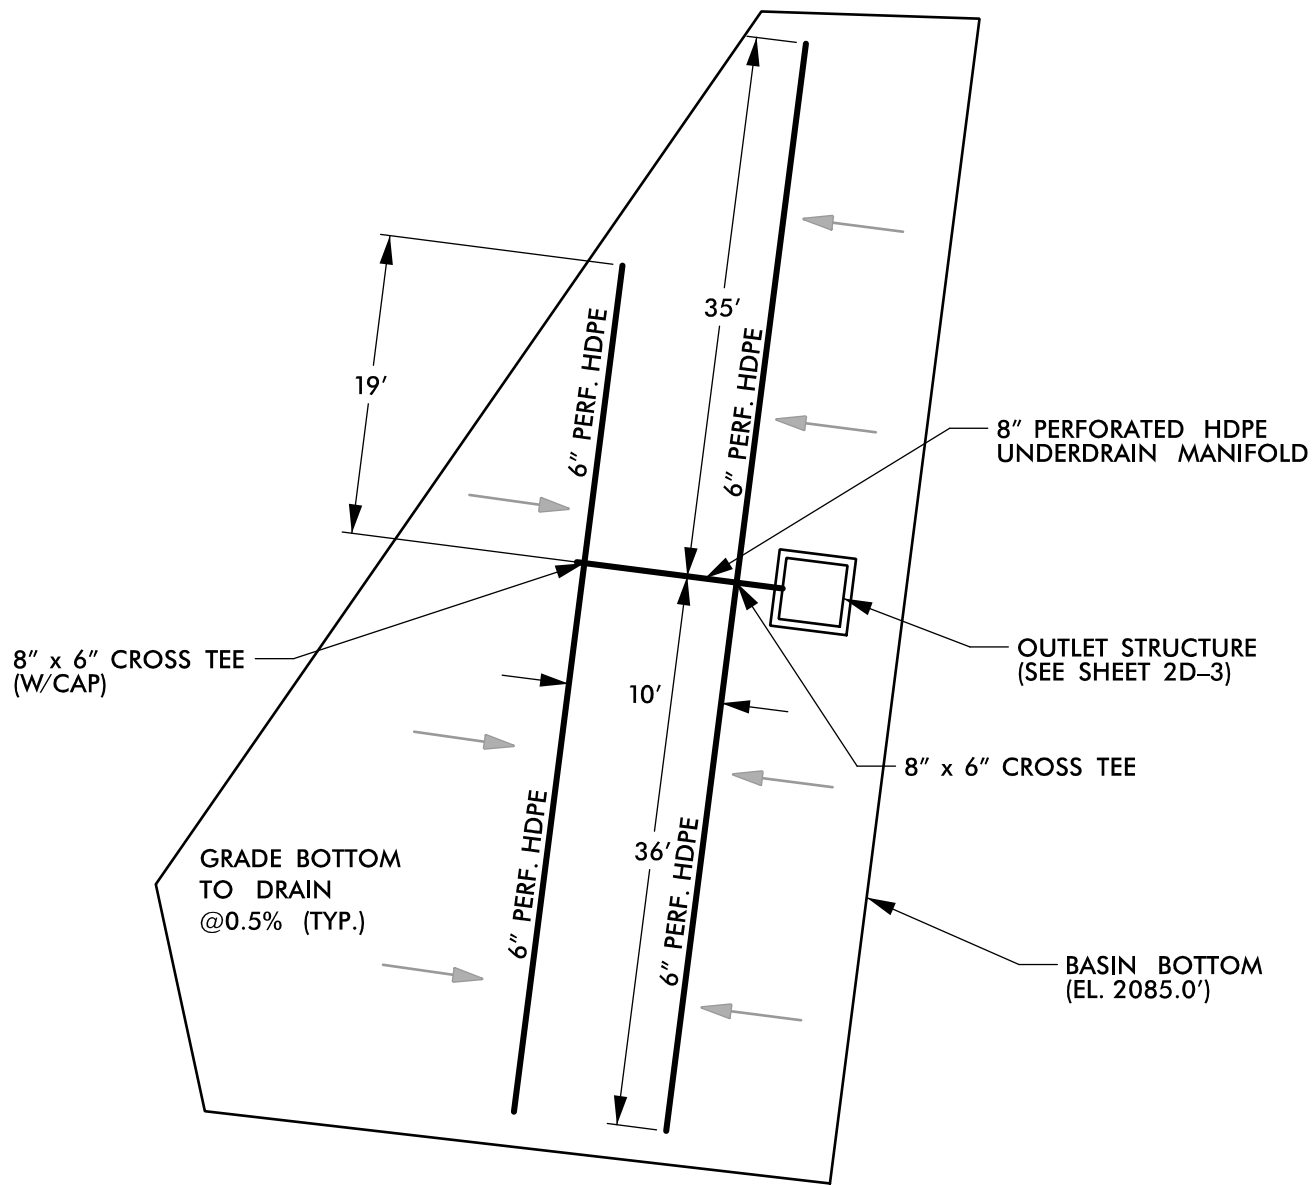 35′
19′
6″ PERF. HDPE
6″ PERF. HDPE
8″ PERFORATED HDPE
UNDERDRAIN MANIFOLD
8″ x 6″ CROSS TEE
(W/CAP)
OUTLET STRUCTURE
(SEE SHEET 2D–3)
10′
8″ x 6″ CROSS TEE
GRADE BOTTOM
TO DRAIN
@0.5% (TYP.)
6″ PERF. HDPE
36′
6″ PERF. HDPE
BASIN BOTTOM
(EL. 2085.0′)